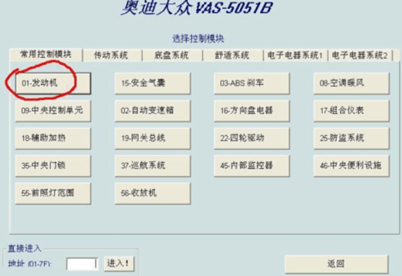 奥迪大众 VAS-5051B
选择控制模块
常用控制模块 传动系统 底盘系统 舒适系统 电子电器系统1 电子电器系统2
01-发动机 15-安全气囊 03-ABS 刹车 08-空调暖风
09-中央控制单元 02-自动变速箱 16-方向盘电器 17-组合仪表
18-辅助加热 19-网关总线 22-四轮驱动 25-防盗系统
35-中央门锁 37-巡航系统 45-内部监控器 46-中央便利设施
55-前照灯范围 56-收放机
直接进入
地址 (01-7F): 进入! 返回